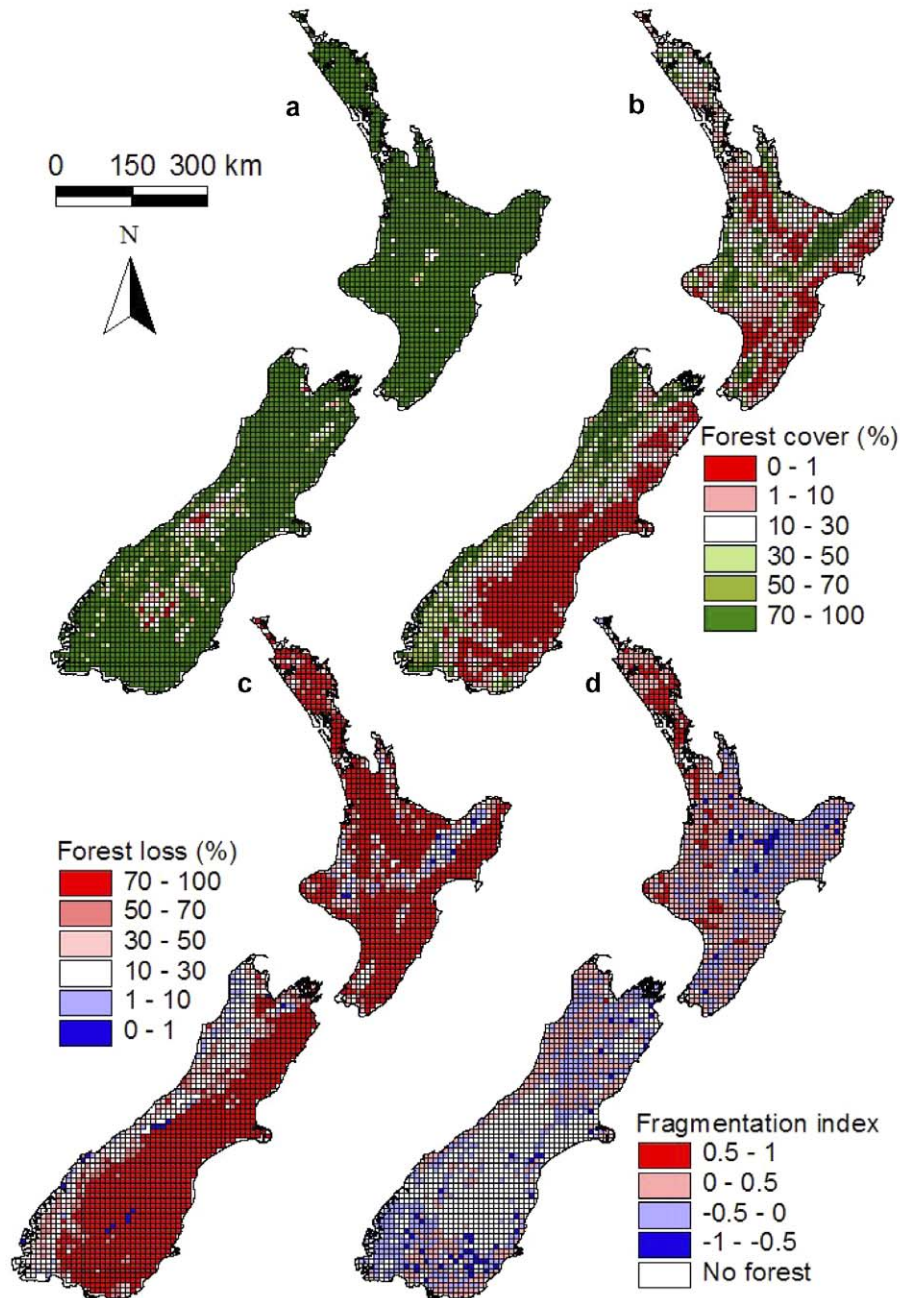 a
b
0 150 300 km
N
Forest cover (%)
0 - 1
1 - 10
10 - 30
30 - 50
50 - 70
70 - 100
c
d
Forest loss (%)
70 - 100
50 - 70
30 - 50
10 - 30
1 - 10
0 - 1
Fragmentation index
0.5 - 1
0 - 0.5
-0.5 - 0
-1 - -0.5
No forest